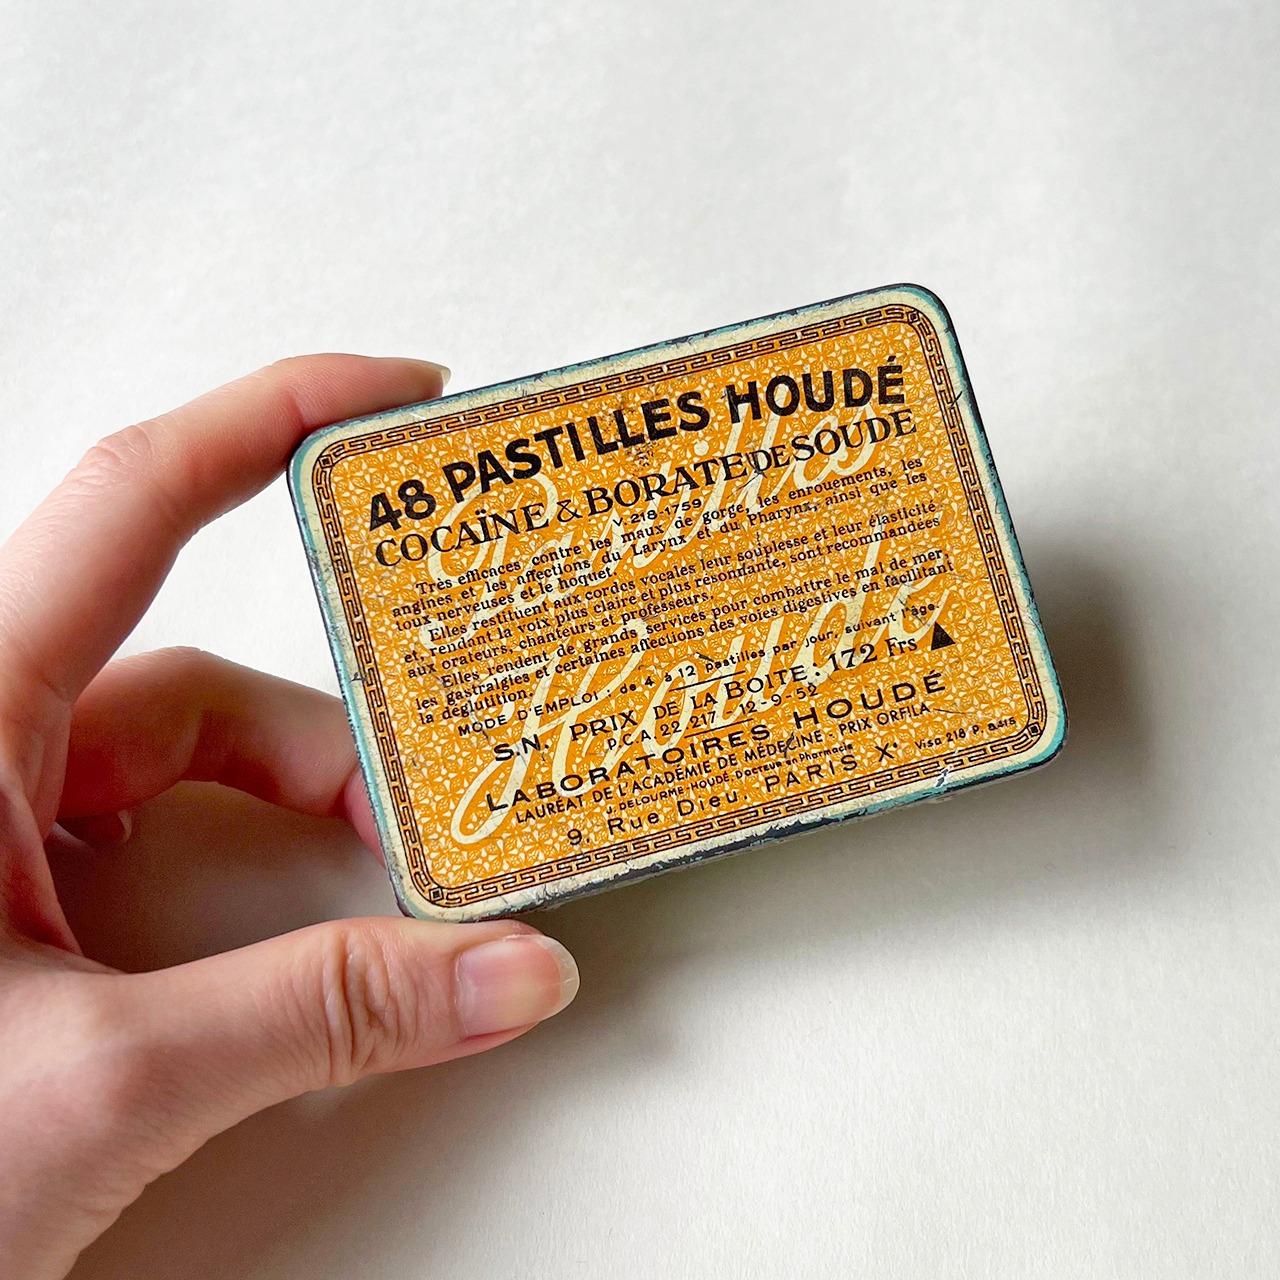 48 PASTILLES HOUDÉ
COCAÏNE & BORATE DE SOUDE
V.218-1759
Très efficaces contre les maux de gorge, les enrouements, les
angines et les affections du Larynx et du Pharynx, ainsi que les
toux nerveuses et le hoquet.
Elles restituent aux cordes vocales leur souplesse et leur élasticité
et, rendant la voix plus claire et plus résondante, sont recommandées
aux orateurs, chanteurs et professeurs.
Elles rendent de grands services pour combattre le mal de mer,
les gastralgies et certaines affections des voies digestives en facilitant
la déglutition.
MODE D'EMPLOI : de 4 à 12 pastilles par jour, suivant l'âge.
S.N. PRIX DE LA BOITE : 172 Frs
P.C.A. 22.217 12-9-52
LABORATOIRES HOUDÉ
LAURÉAT DE L'ACADÉMIE DE MÉDECINE - PRIX ORFILA
J. DELOURME-HOUDÉ, Docteur en Pharmacie
9, Rue Dieu, PARIS X°
Visa 218 P. 8415
Pastilles
Houdé